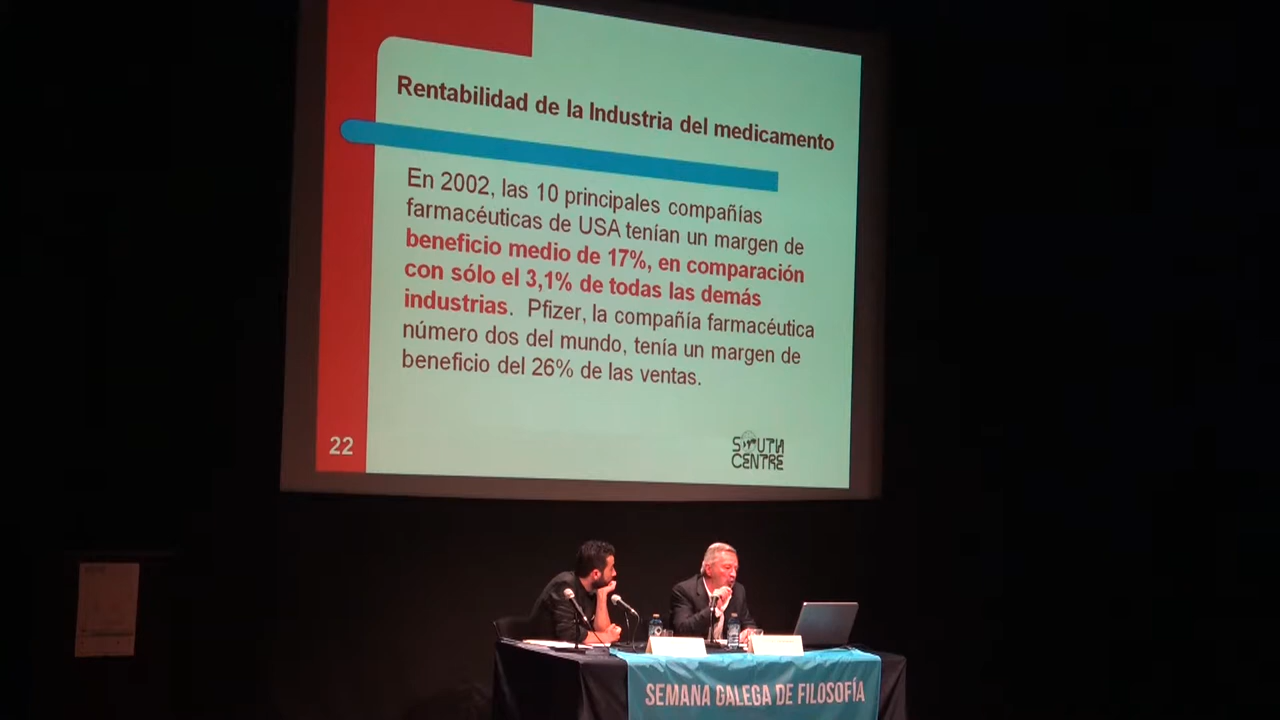 Rentabilidad de la Industria del medicamento
En 2002, las 10 principales compañías
farmacéuticas de USA tenían un margen de
beneficio medio de 17%, en comparación
con sólo el 3,1% de todas las demás
industrias. Pfizer, la compañía farmacéutica
número dos del mundo, tenía un margen de
beneficio del 26% de las ventas.
22
SOUTH
CENTRE
SEMANA GALEGA DE FILOSOFÍA